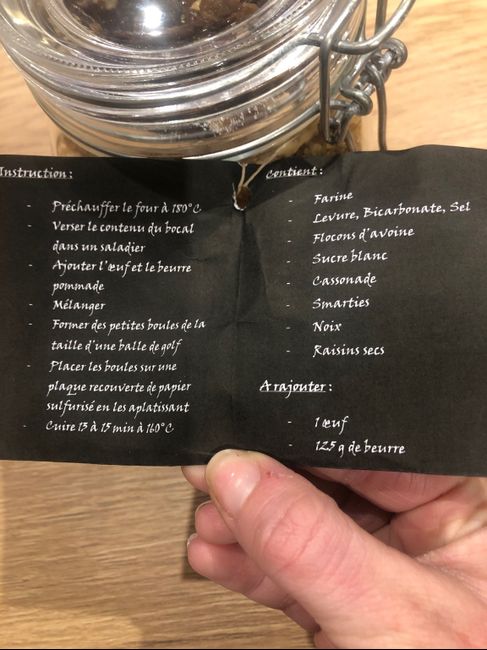 Instruction :
- Préchauffer le four à 180°C
- Verser le contenu du bocal
dans un saladier
- Ajouter l'œuf et le beurre
pommade
- Mélanger
- Former des petites boules de la
taille d'une balle de golf
- Placer les boules sur une
plaque recouverte de papier
sulfurisé en les aplatissant
- Cuire 13 à 15 min à 160°C
Contient :
- Farine
- Levure, Bicarbonate, Sel
- Flocons d'avoine
- Sucre blanc
- Cassonade
- Smarties
- Noix
- Raisins secs
A rajouter :
- 1 œuf
- 125 g de beurre